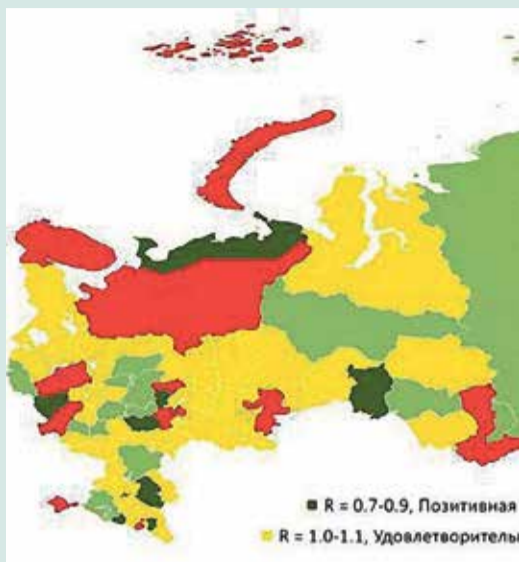 R = 0.7-0.9, Позитивная
R = 1.0-1.1, Удовлетворительн